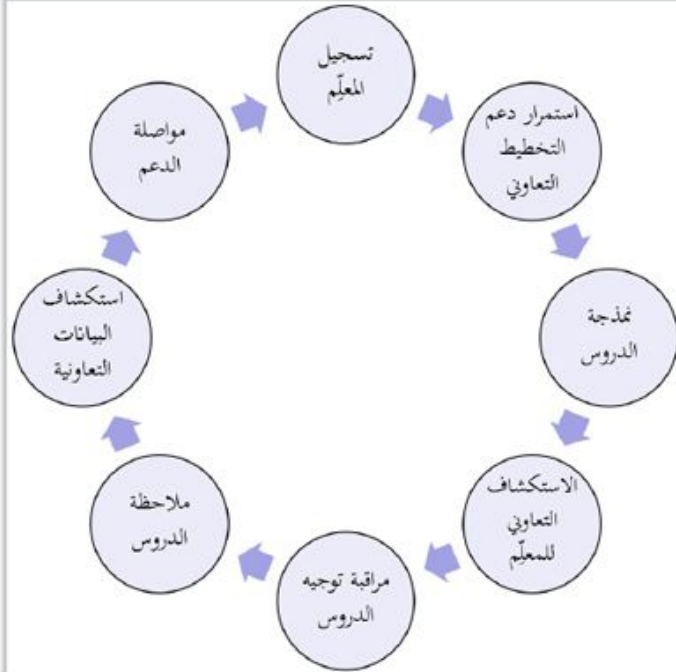 تسجيل
المعلِّم
استمرار دعم
التخطيط
التعاوني
نمذجة
الدروس
الاستكشاف
التعاوني
للمعلِّم
مراقبة توجيه
الدروس
ملاحظة
الدروس
استكشاف
البيانات
التعاونية
مواصلة
الدعم